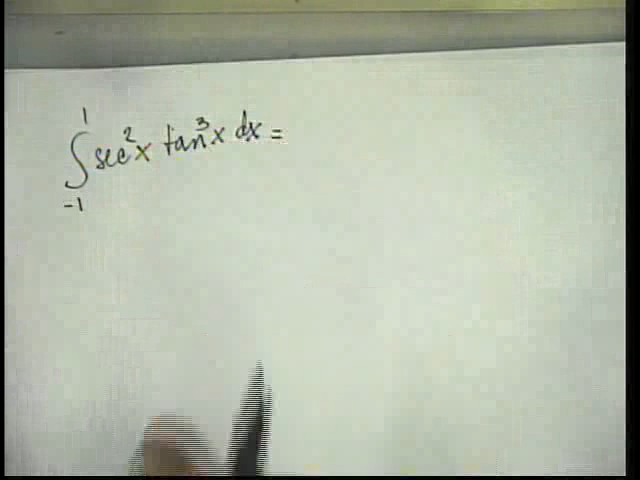 ∫₋₁¹ sec²x tan³x dx =